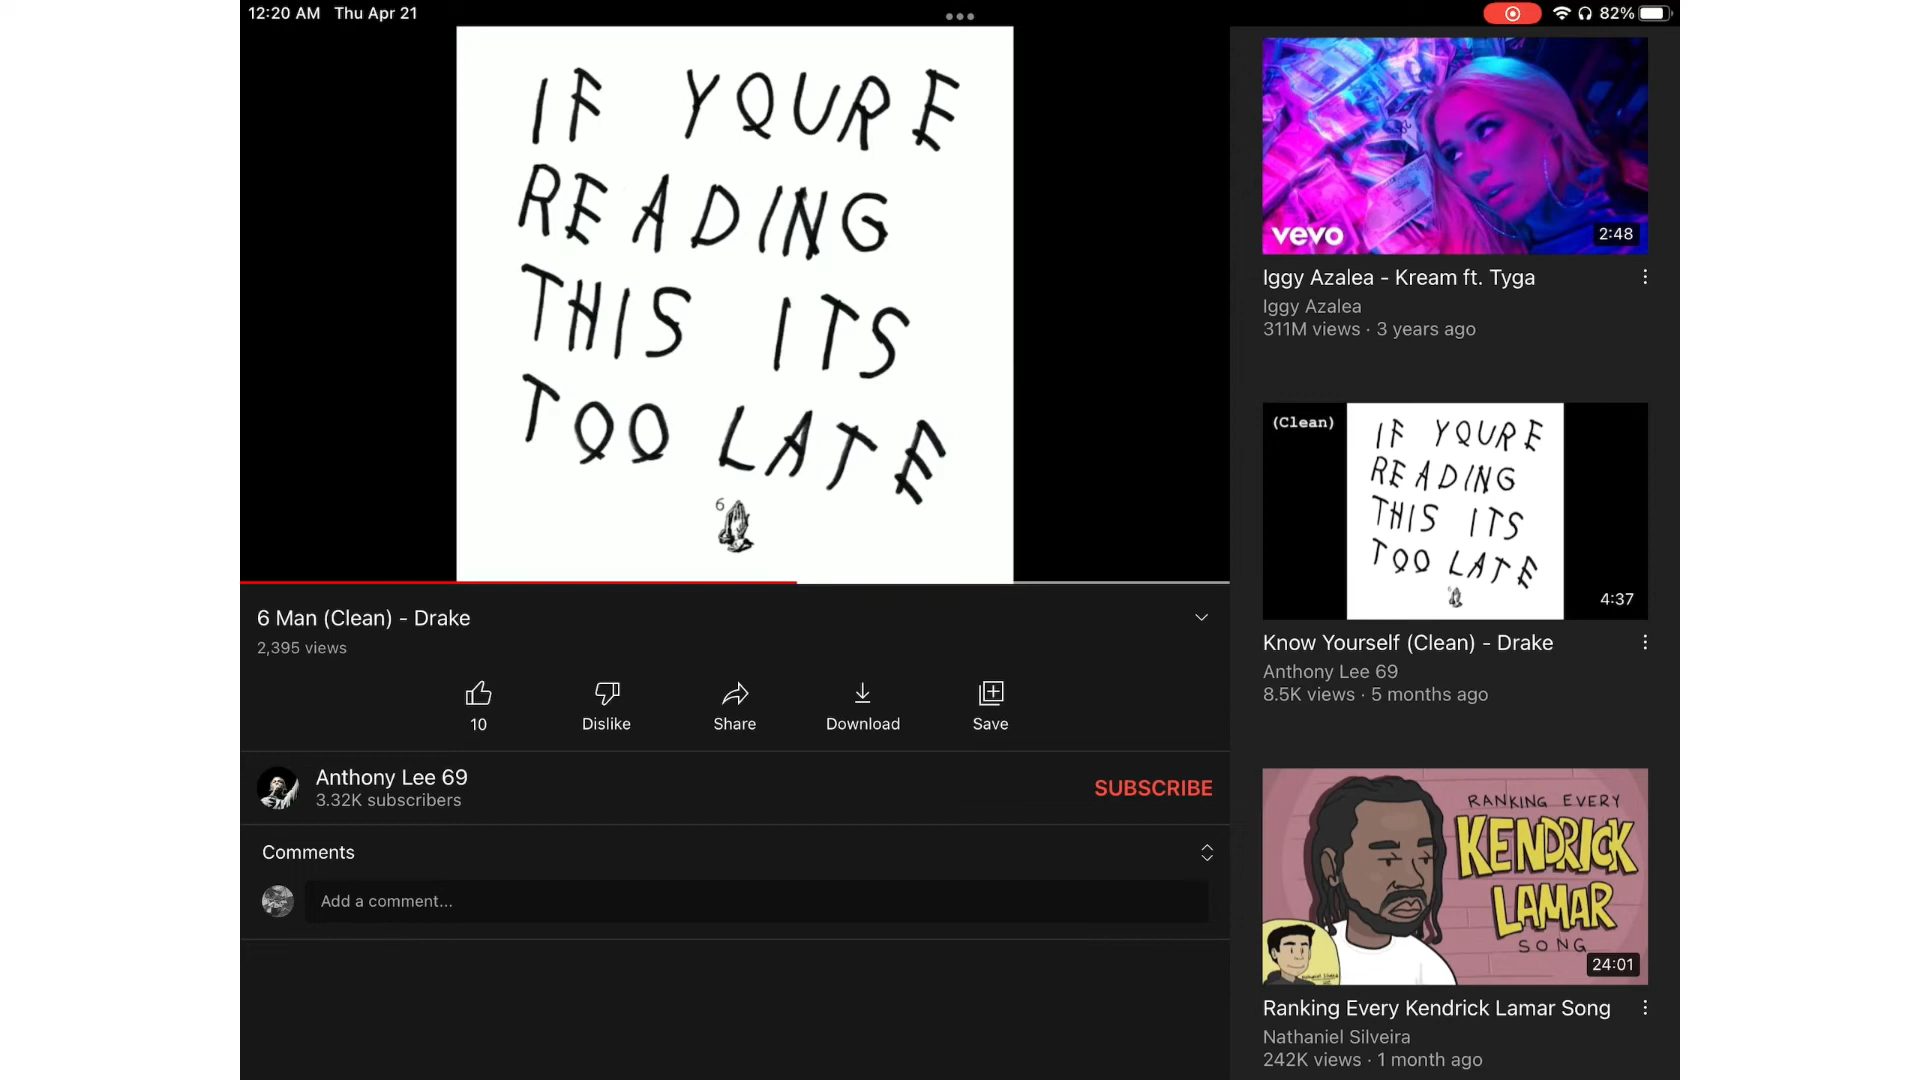 12:20 AM Thu Apr 21
82%
IF YOURE
READING
THIS ITS
TOO LATE
6
6 Man (Clean) - Drake
2,395 views
10
Dislike
Share
Download
Save
Anthony Lee 69
3.32K subscribers
SUBSCRIBE
Comments
Add a comment...
vevo
2:48
Iggy Azalea - Kream ft. Tyga
Iggy Azalea
311M views · 3 years ago
(Clean)
IF YOURE
READING
THIS ITS
TOO LATE
6
4:37
Know Yourself (Clean) - Drake
Anthony Lee 69
8.5K views · 5 months ago
RANKING EVERY
KENDRICK
LAMAR
SONG
24:01
Ranking Every Kendrick Lamar Song
Nathaniel Silveira
242K views · 1 month ago